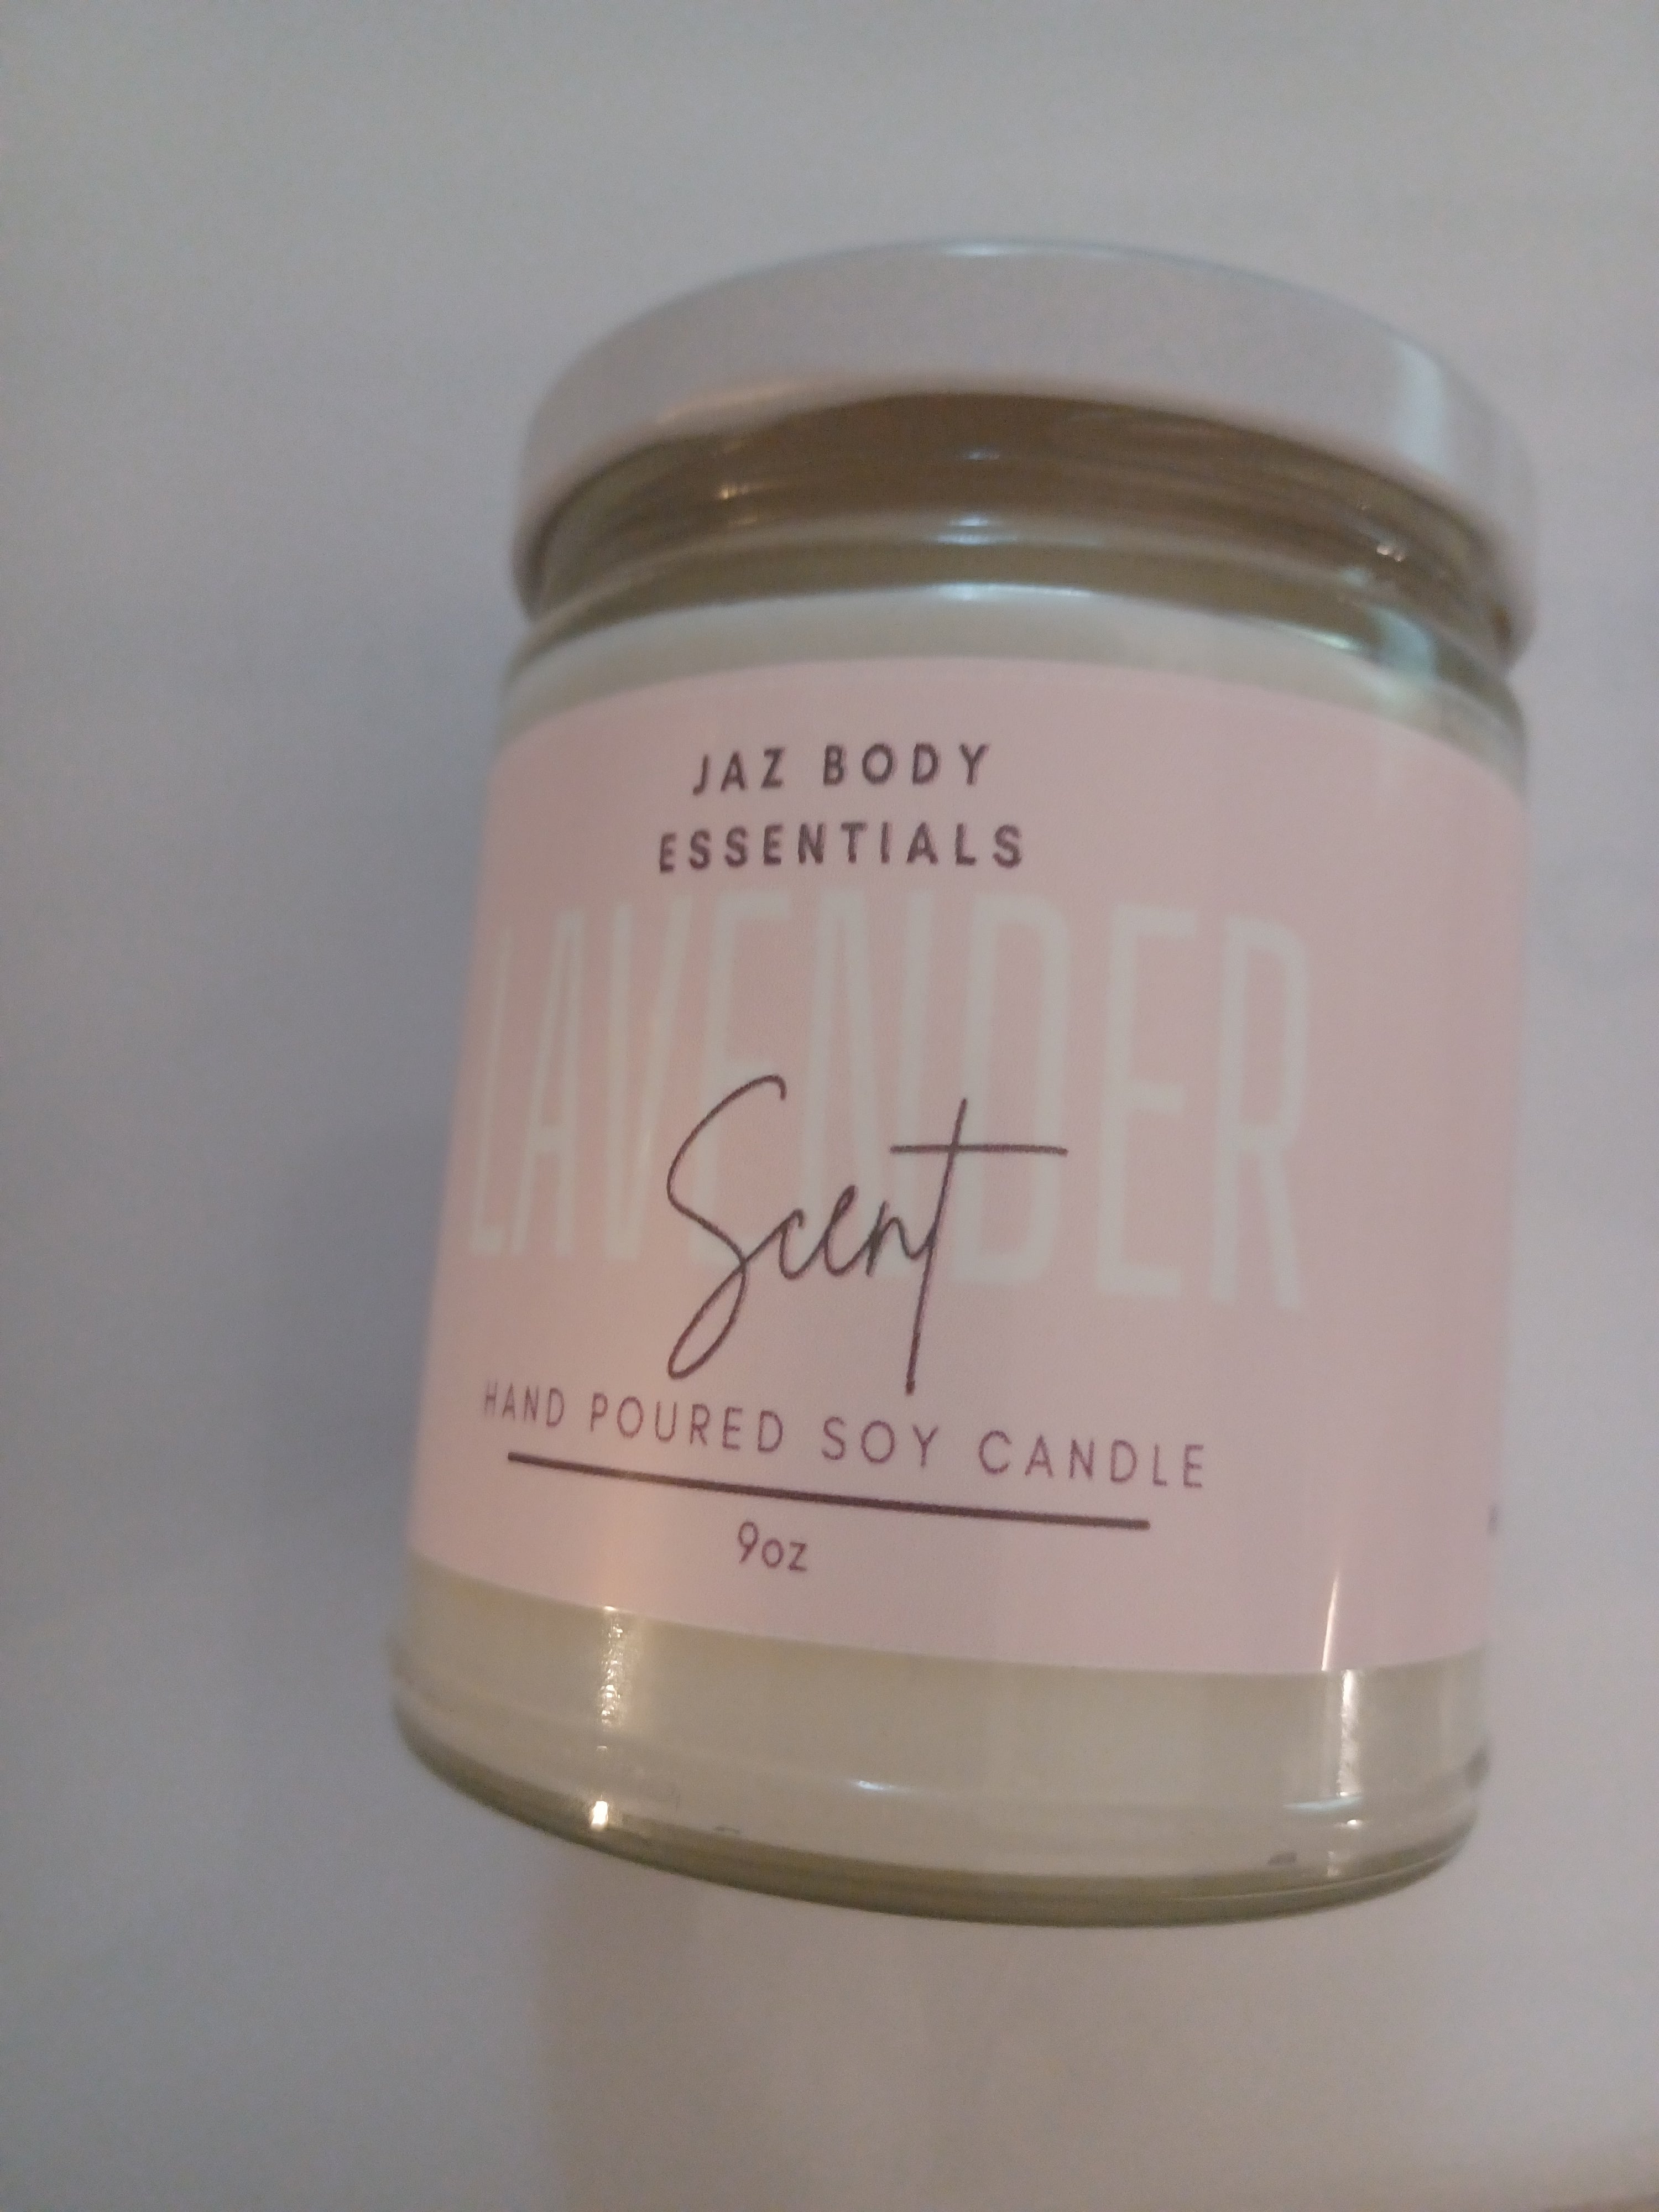 JAZ BODY
ESSENTIALS
LAVENDER
Scent
HAND POURED SOY CANDLE
9oz